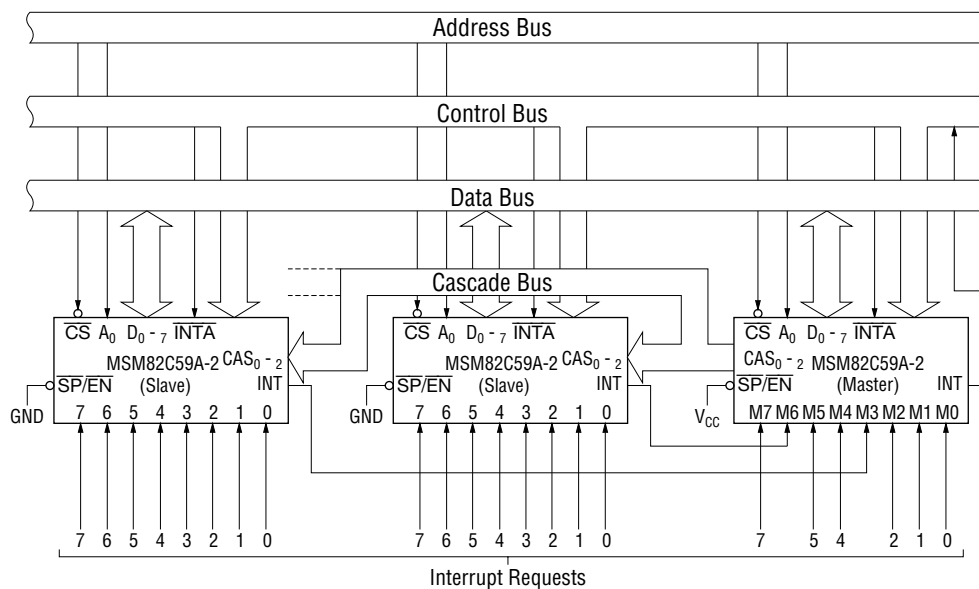 Address Bus
Control Bus
Data Bus
Cascade Bus
CS A0 D0 - 7 INTA
MSM82C59A-2 CAS0 - 2
SP/EN (Slave) INT
7 6 5 4 3 2 1 0
GND
CS A0 D0 - 7 INTA
MSM82C59A-2 CAS0 - 2
SP/EN (Slave) INT
7 6 5 4 3 2 1 0
GND
CS A0 D0 - 7 INTA
CAS0 - 2 MSM82C59A-2
SP/EN (Master) INT
M7 M6 M5 M4 M3 M2 M1 M0
VCC
7 6 5 4 3 2 1 0 7 6 5 4 3 2 1 0 7 5 4 2 1 0
Interrupt Requests